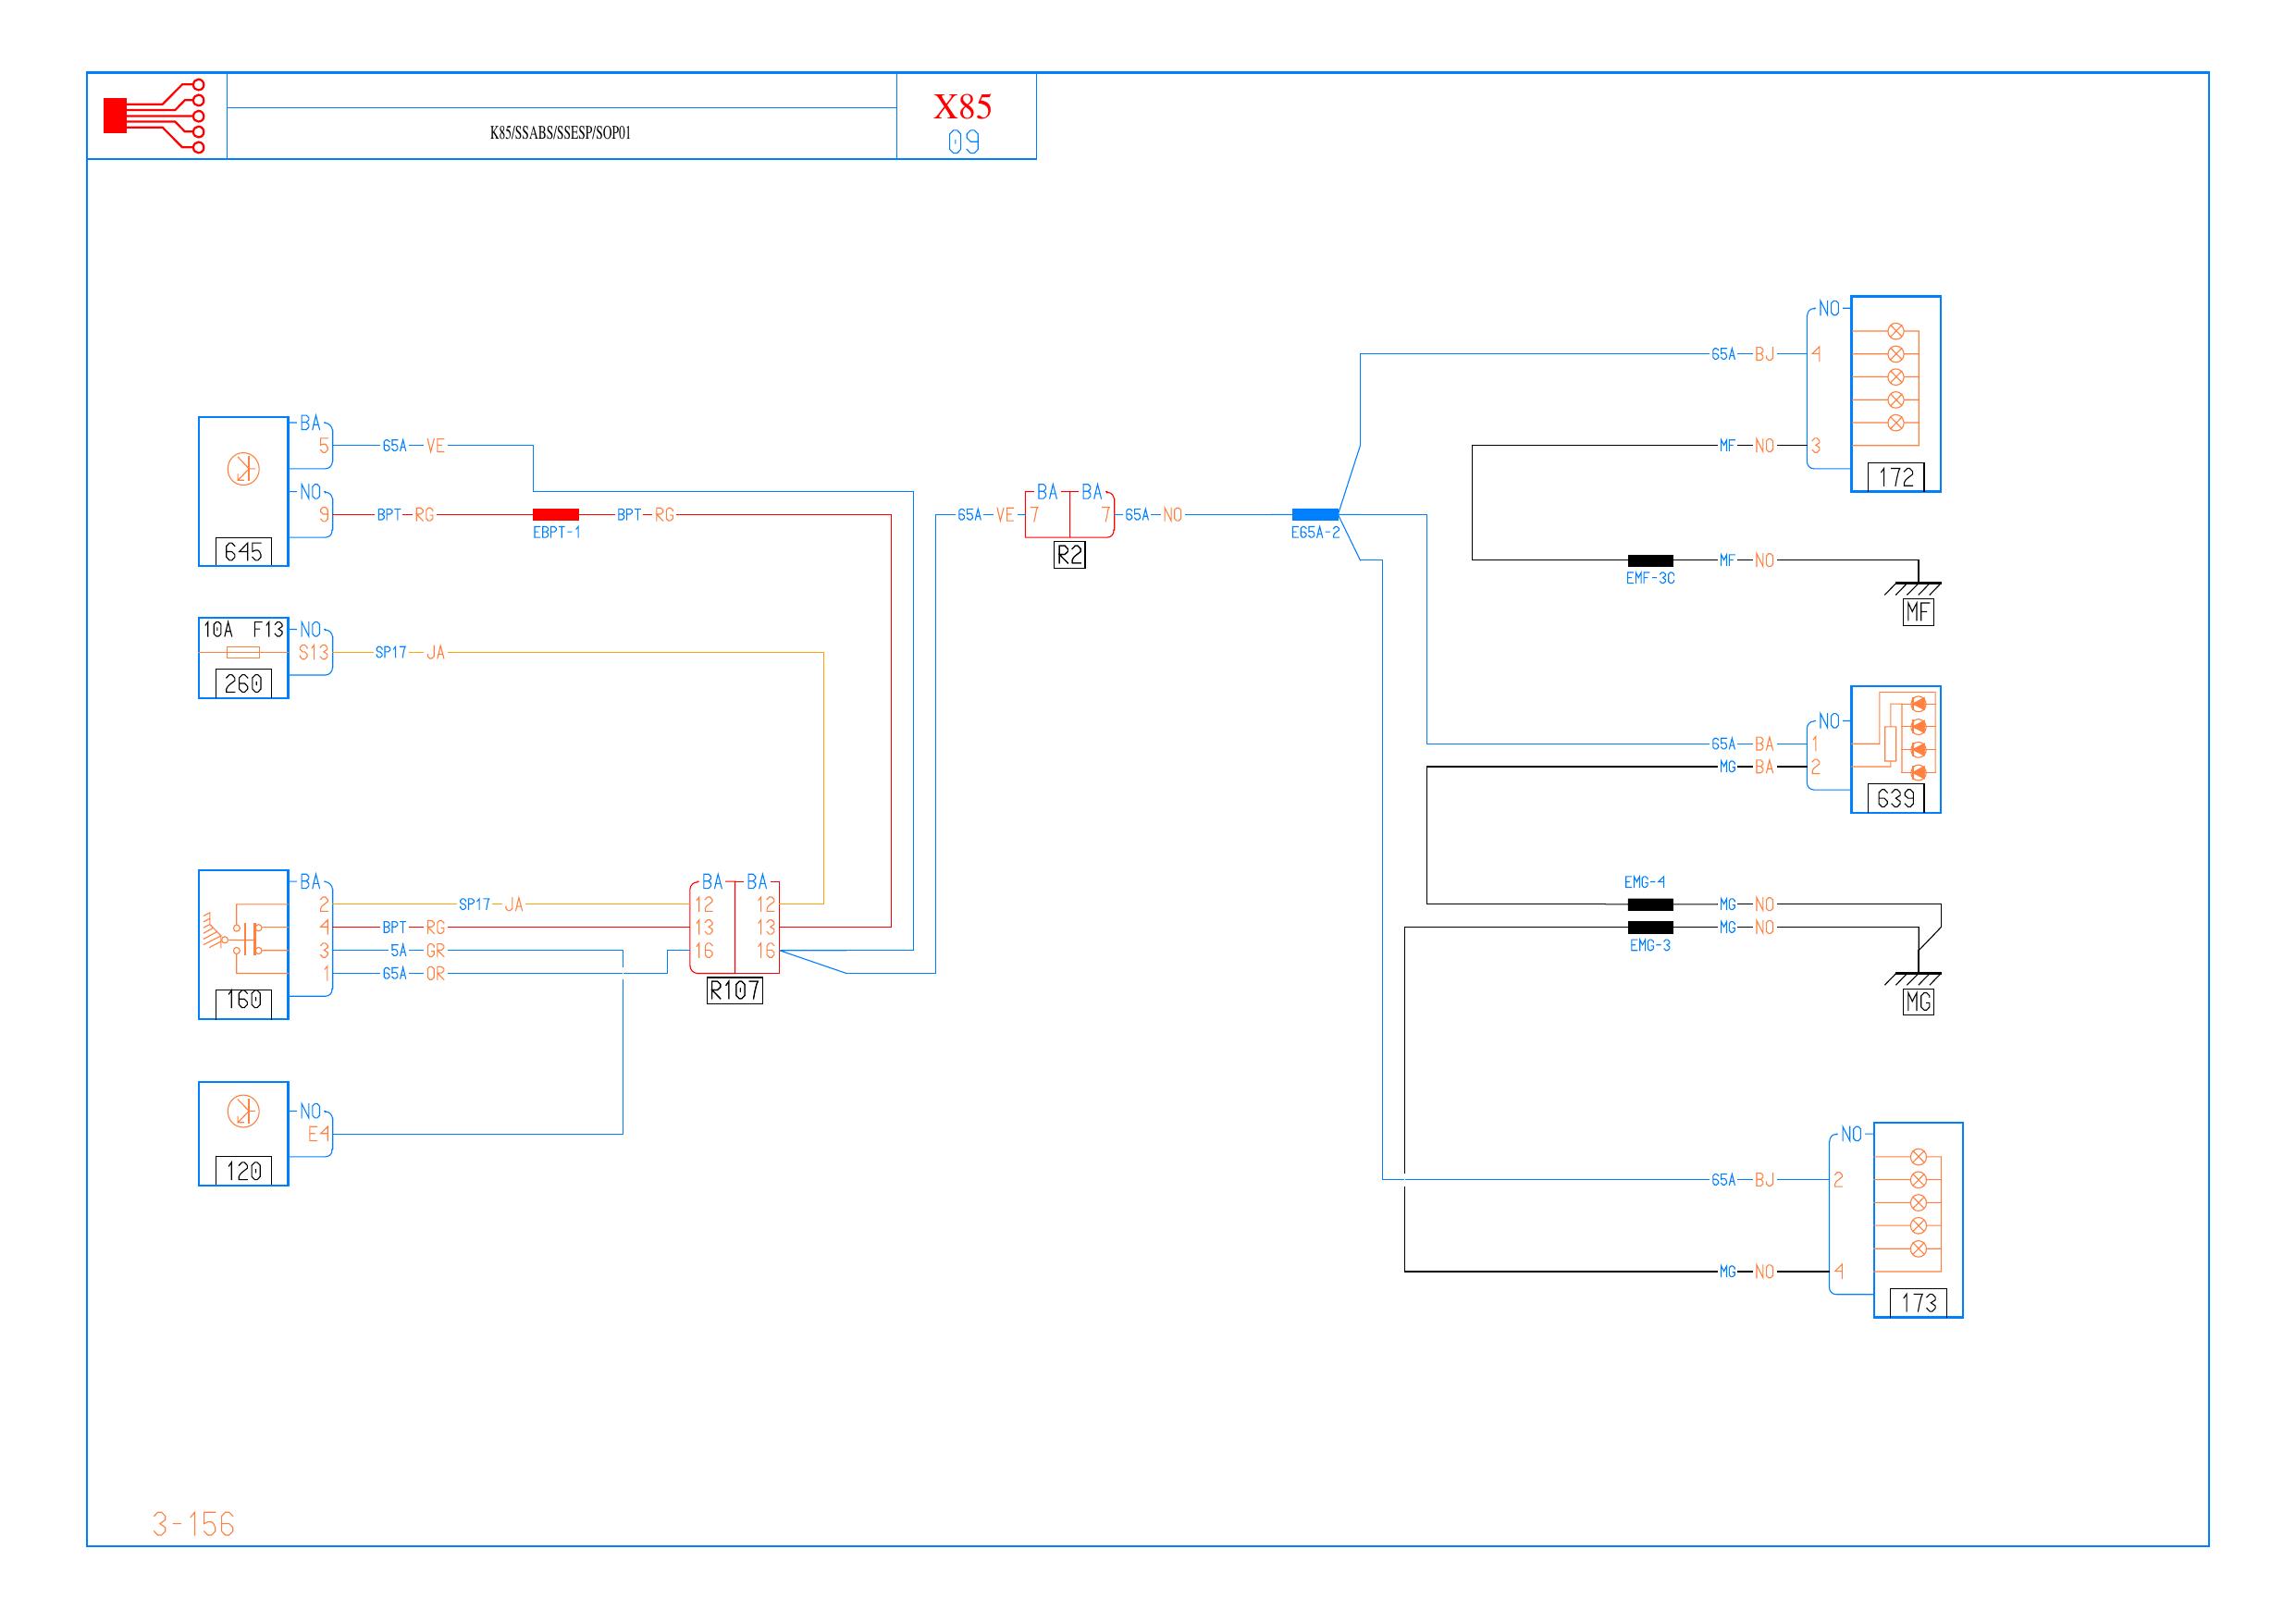 X85
K85/SSABS/SSESP/SOP01
09
NO
65A BJ 4
BA
5 65A VE
MF NO 3
172
NO
BA BA
9 BPT RG BPT RG
EBPT-1
65A VE 7 7 65A NO
E65A-2
R2
645
MF NO
EMF-3C
MF
10A F13 NO
S13 SP17 JA
260
NO
65A BA 1
MG BA 2
639
BA
BA BA
EMG-4
2 SP17 JA 12 12
MG NO
4 BPT RG 13 13
MG NO
EMG-3
3 5A GR 16 16
1 65A OR
160
R107
MG
NO
E4
120
NO
65A BJ 2
MG NO 4
173
3-156